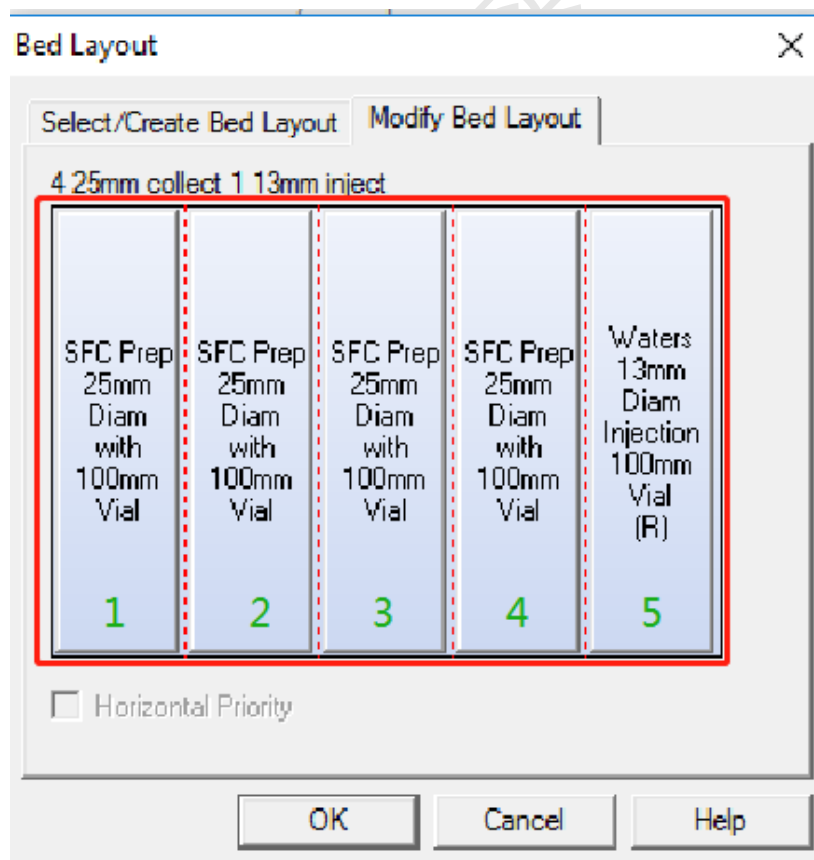 Bed Layout
Select/Create Bed Layout
Modify Bed Layout
4 25mm collect 1 13mm inject
SFC Prep
25mm
Diam
with
100mm
Vial
1
SFC Prep
25mm
Diam
with
100mm
Vial
2
SFC Prep
25mm
Diam
with
100mm
Vial
3
SFC Prep
25mm
Diam
with
100mm
Vial
4
Waters
13mm
Diam
Injection
100mm
Vial
(R)
5
Horizontal Priority
OK
Cancel
Help